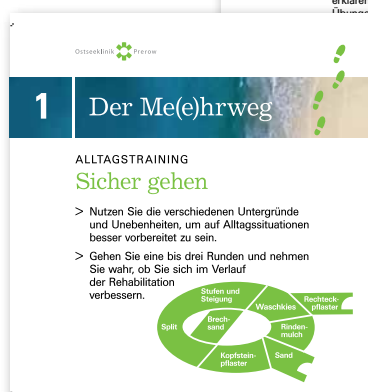 erklären
Übungen
Ostseeklinik Prerow
1 Der Me(e)hrweg
ALLTAGSTRAINING
Sicher gehen
> Nutzen Sie die verschiedenen Untergründe
und Unebenheiten, um auf Alltagssituationen
besser vorbereitet zu sein.
> Gehen Sie eine bis drei Runden und nehmen
Sie wahr, ob Sie sich im Verlauf
der Rehabilitation
verbessern.
Stufen und
Steigung
Waschkies
Rechteck-
pflaster
Split
Brech-
sand
Rinden-
mulch
Kopfstein-
pflaster
Sand